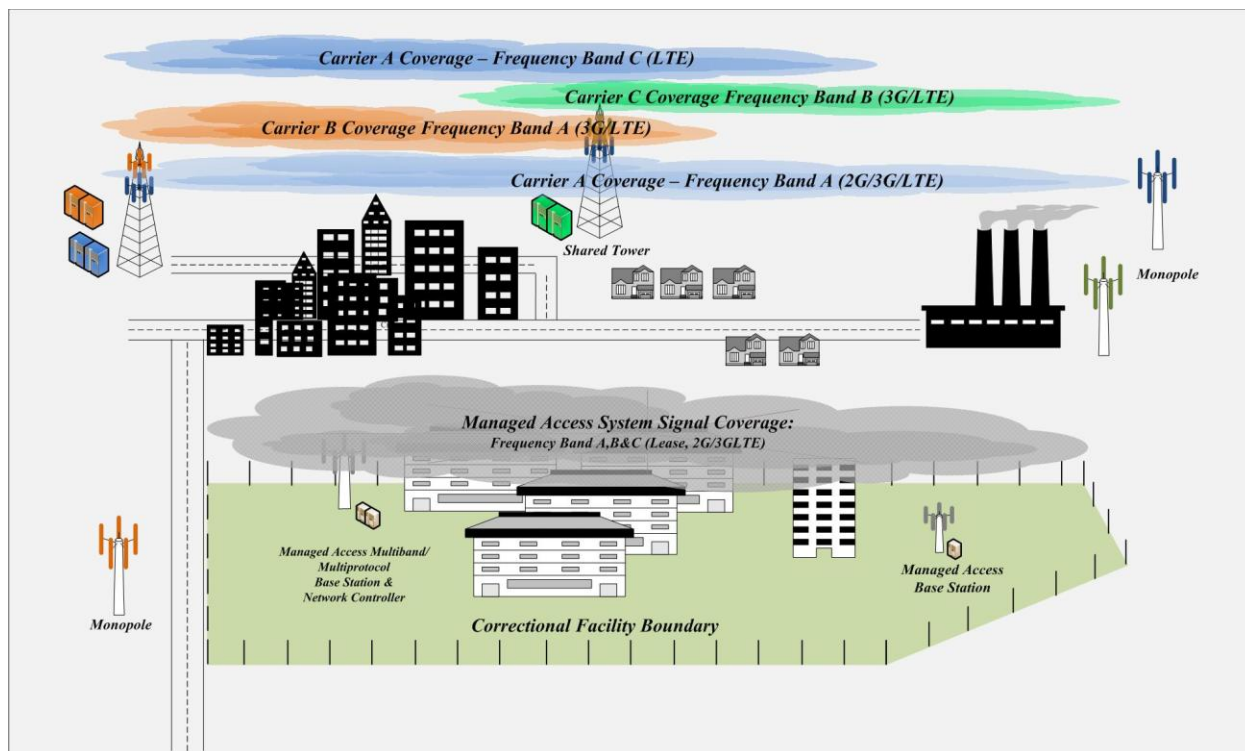 Carrier A Coverage – Frequency Band C (LTE)
Carrier C Coverage Frequency Band B (3G/LTE)
Carrier B Coverage Frequency Band A (3G/LTE)
Carrier A Coverage – Frequency Band A (2G/3G/LTE)
Shared Tower
Monopole
Managed Access System Signal Coverage:
Frequency Band A,B&C (Lease, 2G/3GLTE)
Managed Access Multiband/
Multiprotocol
Base Station &
Network Controller
Managed Access
Base Station
Monopole
Correctional Facility Boundary